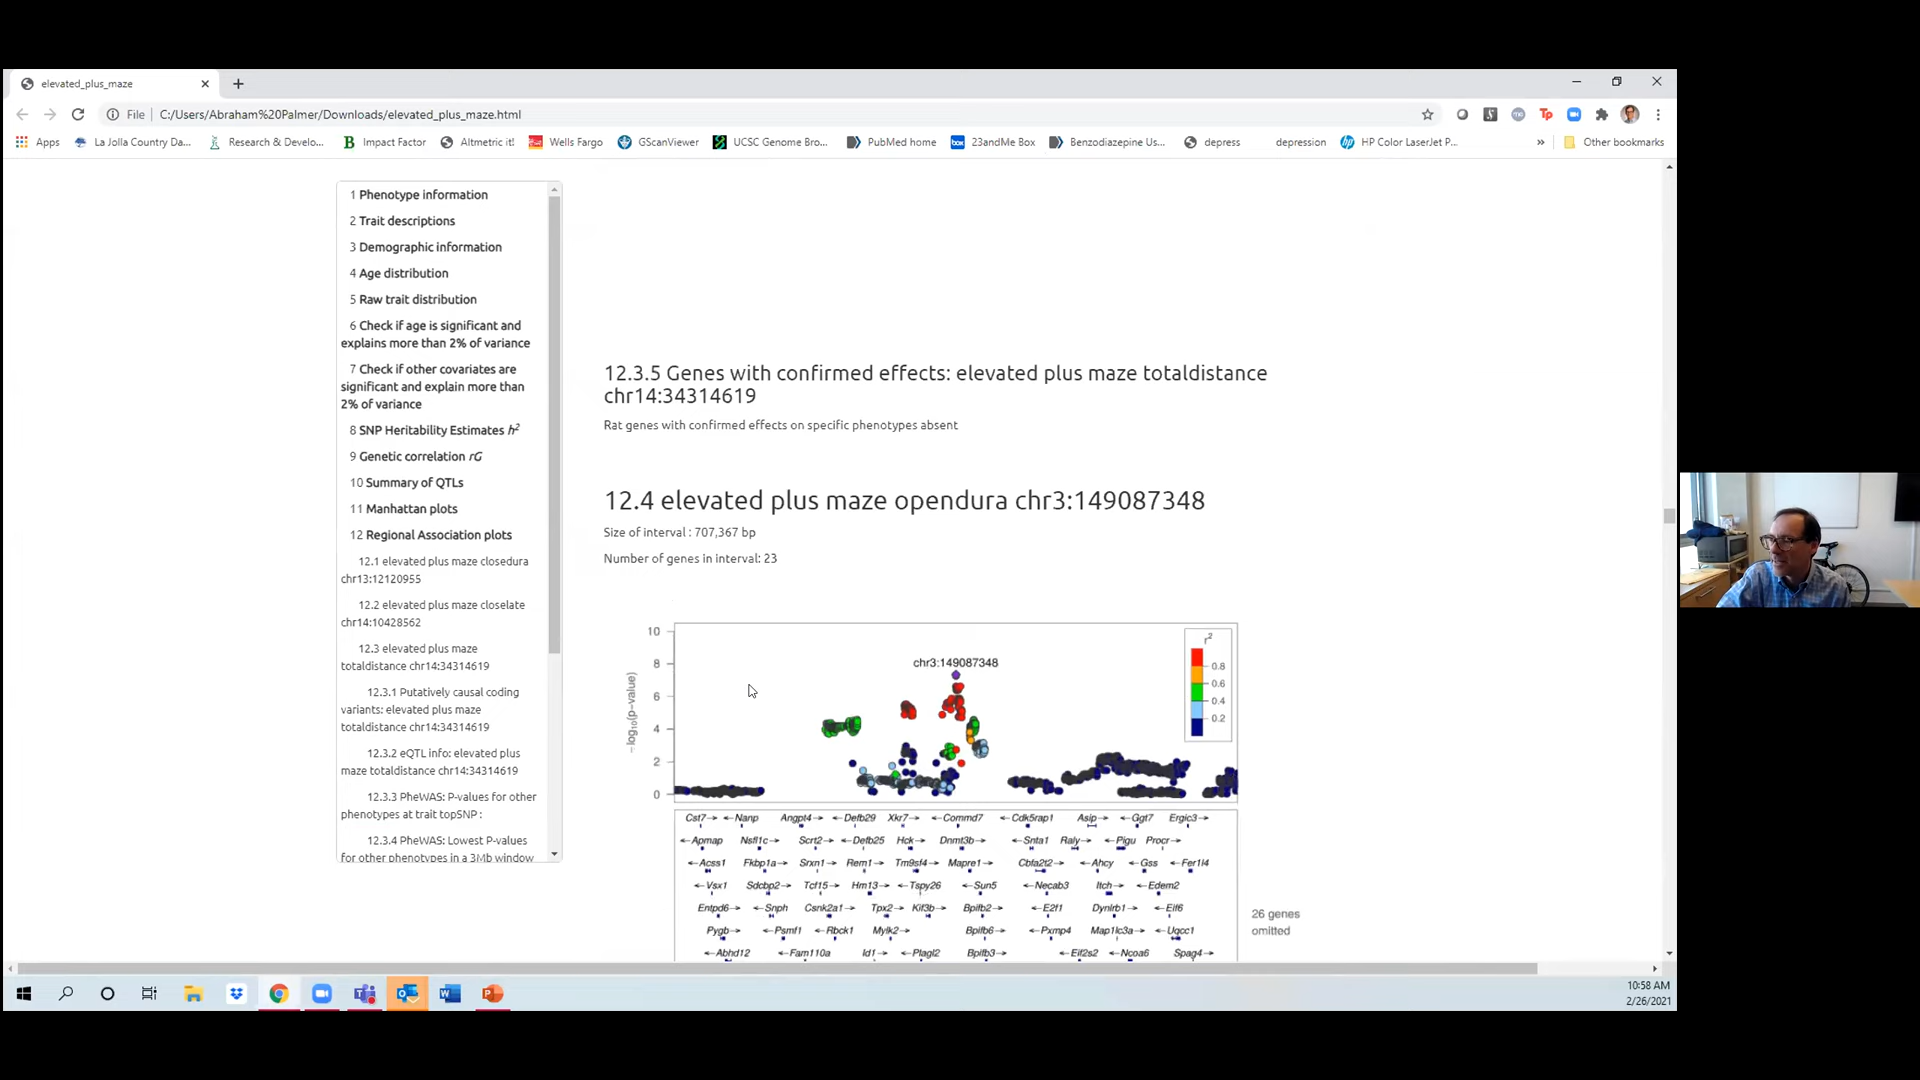 elevated_plus_maze
File C:/Users/Abraham%20Palmer/Downloads/elevated_plus_maze.html
Apps La Jolla Country Da... Research & Develo... Impact Factor Altmetric it! Wells Fargo GScanViewer UCSC Genome Bro... PubMed home 23andMe Box Benzodiazepine Us... depress depression HP Color LaserJet P... » Other bookmarks
1 Phenotype information
2 Trait descriptions
3 Demographic information
4 Age distribution
5 Raw trait distribution
6 Check if age is significant and
explains more than 2% of variance
7 Check if other covariates are
significant and explain more than
2% of variance
8 SNP Heritability Estimates h²
9 Genetic correlation rG
10 Summary of QTLs
11 Manhattan plots
12 Regional Association plots
12.1 elevated plus maze closedura
chr13:12120955
12.2 elevated plus maze closelate
chr14:10428562
12.3 elevated plus maze
totaldistance chr14:34314619
12.3.1 Putatively causal coding
variants: elevated plus maze
totaldistance chr14:34314619
12.3.2 eQTL info: elevated plus
maze totaldistance chr14:34314619
12.3.3 PheWAS: P-values for other
phenotypes at trait topSNP :
12.3.4 PheWAS: Lowest P-values
for other phenotypes in a 3Mb window
12.3.5 Genes with confirmed effects: elevated plus maze totaldistance
chr14:34314619
Rat genes with confirmed effects on specific phenotypes absent
12.4 elevated plus maze opendura chr3:149087348
Size of interval : 707,367 bp
Number of genes in interval: 23
chr3:149087348
−log10(p−value)
10
8
6
4
2
0
r²
0.8
0.6
0.4
0.2
Cst7→ ←Nanp Angpt4→ ←Defb29 Xkr7→ ←Commd7 ←Cdk5rap1 Asip→ ←Ggt7 Ergic3→
←Apmap Nsfl1c→ Scrt2→ ←Defb25 Hck→ Dnmt3b→ ←Snta1 Raly→ ←Pigu Procr→
←Acss1 Fkbp1a→ Srxn1→ Rem1→ Tm9sf4→ Mapre1→ Cbfa2t2→ ←Ahcy ←Gss ←Fer1l4
←Vsx1 Sdcbp2→ Tcf15→ Hm13→ ←Tspy26 ←Sun5 ←Necab3 Itch→ ←Edem2
Entpd6→ ←Snph Csnk2a1→ Tpx2→ Kif3b→ Bpifb2→ ←E2f1 Dynlrb1→ ←Eif6
Pygb→ ←Psmf1 ←Rbck1 Mylk2→ Bpifb6→ ←Pxmp4 Map1lc3a→ ←Uqcc1
←Abhd12 ←Fam110a Id1→ ←Plagl2 Bpifb3→ ←Eif2s2 ←Ncoa6 Spag4→
26 genes
omitted
10:58 AM
2/26/2021